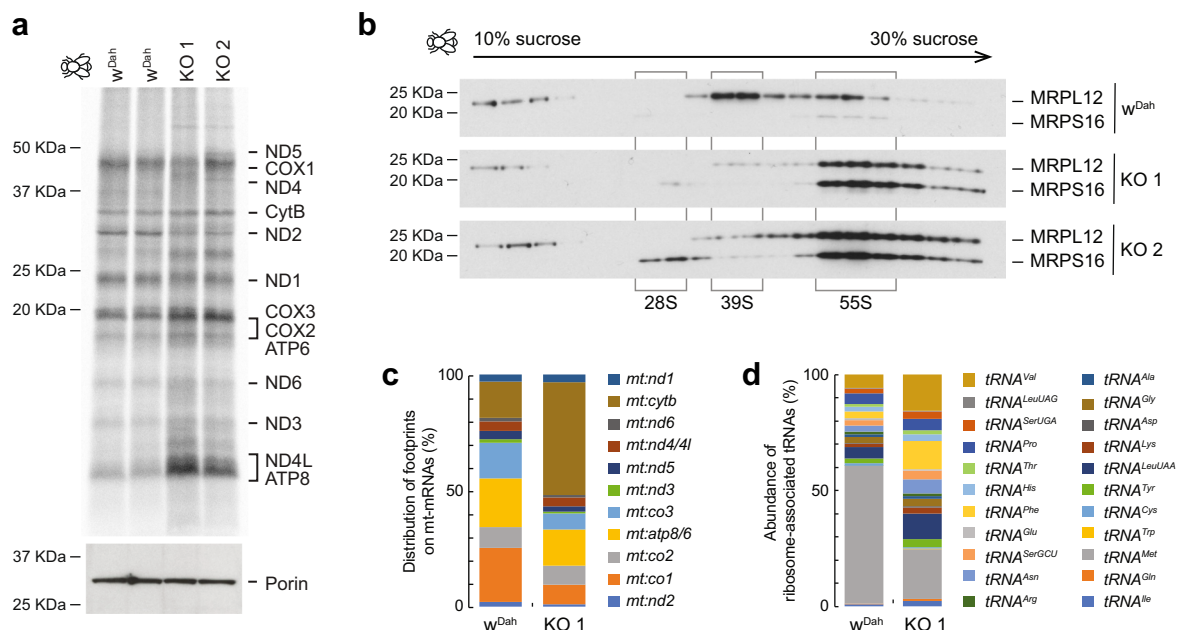 a
w^Dah
w^Dah
KO 1
KO 2
50 KDa
37 KDa
25 KDa
20 KDa
ND5
COX1
ND4
CytB
ND2
ND1
COX3
COX2
ATP6
ND6
ND3
ND4L
ATP8
37 KDa
25 KDa
Porin
b
10% sucrose
30% sucrose
25 KDa
20 KDa
MRPL12
MRPS16
w^Dah
25 KDa
20 KDa
MRPL12
MRPS16
KO 1
25 KDa
20 KDa
MRPL12
MRPS16
KO 2
28S
39S
55S
c
Distribution of footprints
on mt-mRNAs (%)
100
50
0
w^Dah
KO 1
mt:nd1
mt:cytb
mt:nd6
mt:nd4/4l
mt:nd5
mt:nd3
mt:co3
mt:atp8/6
mt:co2
mt:co1
mt:nd2
d
Abundance of
ribosome-associated tRNAs (%)
100
50
0
w^Dah
KO 1
tRNA^Val
tRNA^LeuUAG
tRNA^SerUGA
tRNA^Pro
tRNA^Thr
tRNA^His
tRNA^Phe
tRNA^Glu
tRNA^SerGCU
tRNA^Asn
tRNA^Arg
tRNA^Ala
tRNA^Gly
tRNA^Asp
tRNA^Lys
tRNA^LeuUAA
tRNA^Tyr
tRNA^Cys
tRNA^Trp
tRNA^Met
tRNA^Gln
tRNA^Ile